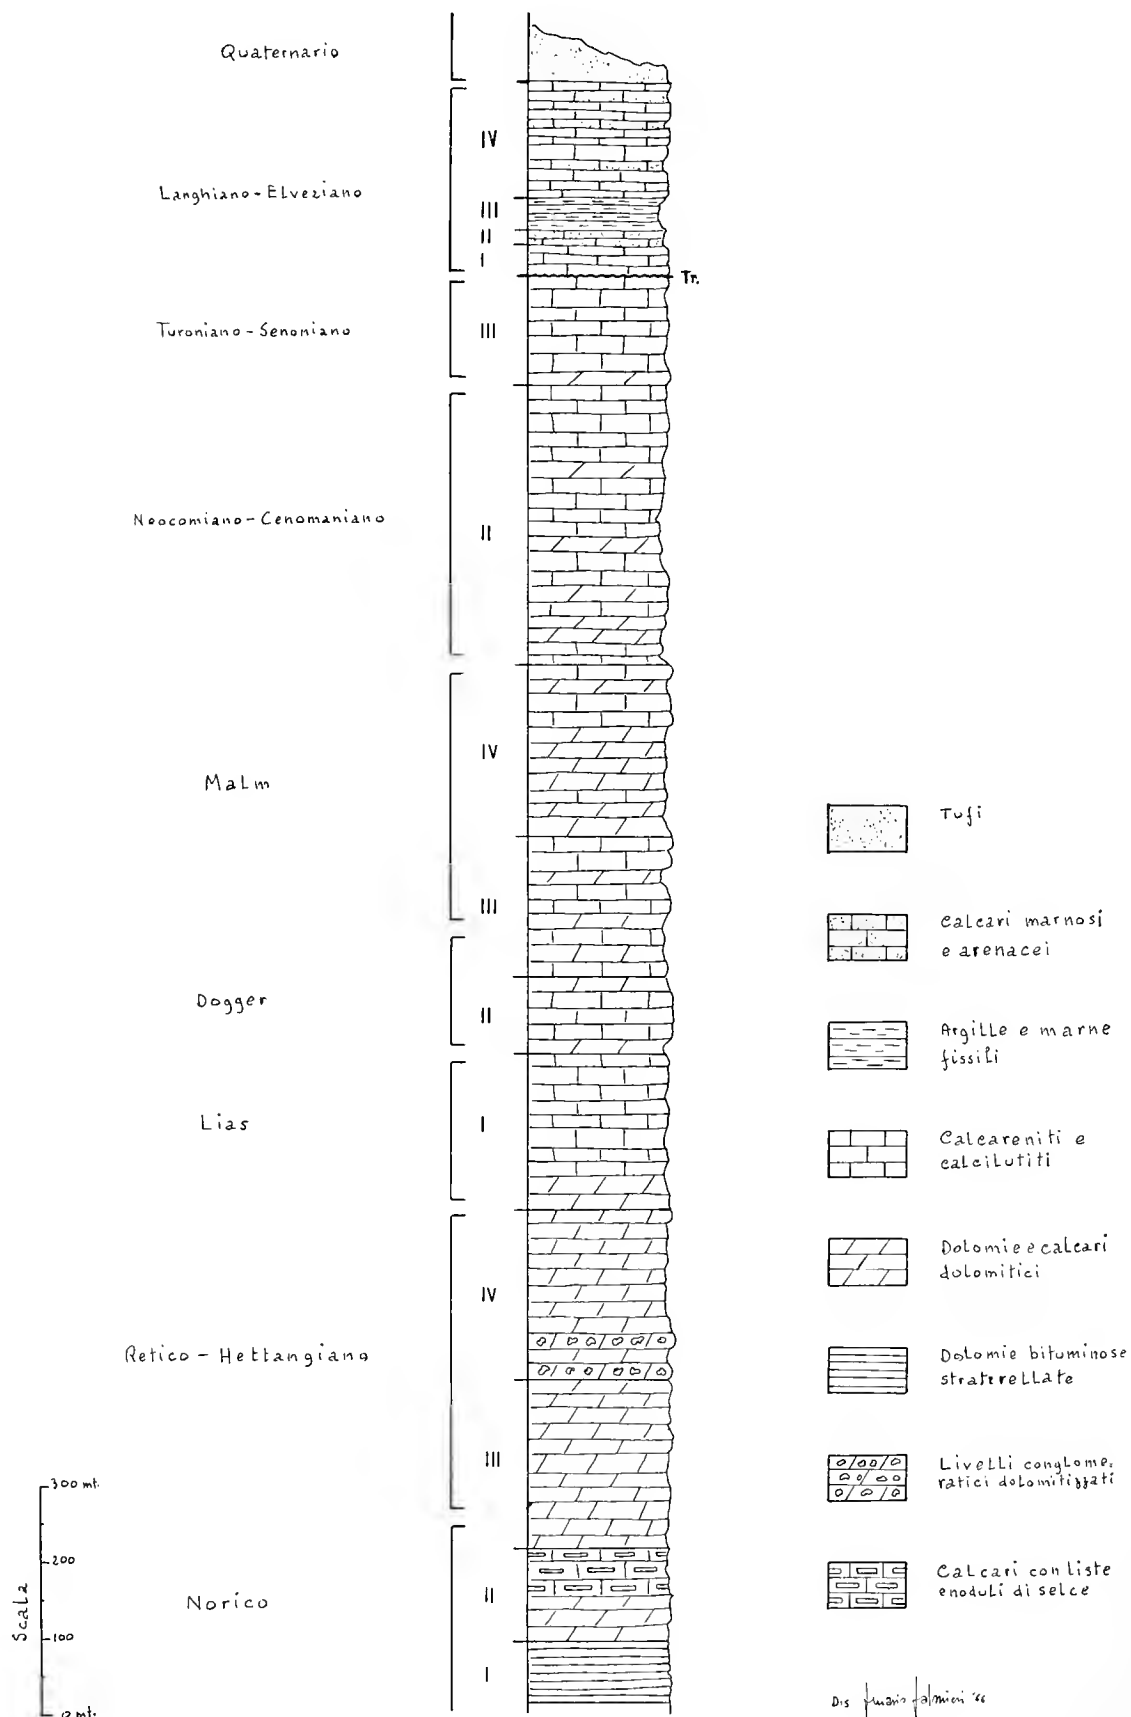 Quaternario
IV
Langhiano - Elveziano
III
II
I
Tr.
Turoniano - Senoniano
III
Neocomiano - Cenomaniano
II
Malm
IV
III
Dogger
II
Lias
I
Retico - Hettangiano
IV
III
Norico
II
I
Scala
300 mt.
200
100
0 mt.
Tufi
Calcari marnosi
e arenacei
Argille e marne
fissili
Calcareniti e
calcilutiti
Dolomie e calcari
dolomitici
Dolomie bituminose
straterellate
Livelli conglome-
ratici dolomitizzati
Calcari con liste
e noduli di selce
Dis
Palmieri '66